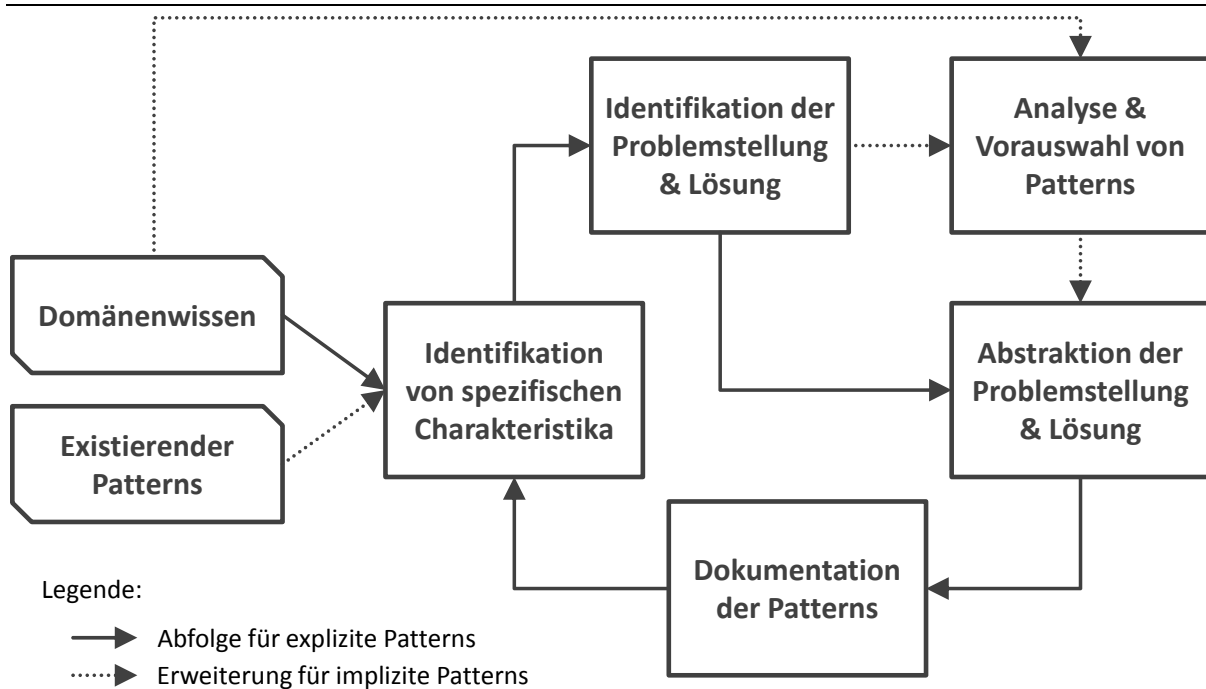 Identifikation der
Problemstellung
& Lösung
Analyse &
Vorauswahl von
Patterns
Domänenwissen
Identifikation
von spezifischen
Charakteristika
Abstraktion der
Problemstellung
& Lösung
Existierender
Patterns
Dokumentation
der Patterns
Legende:
Abfolge für explizite Patterns
Erweiterung für implizite Patterns